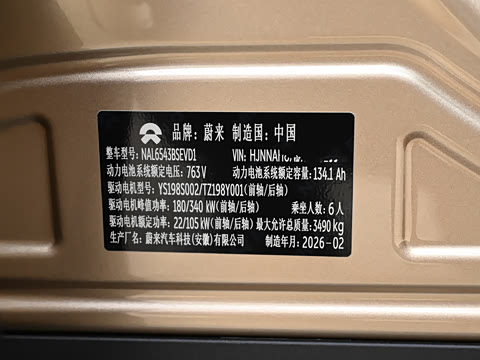 品牌: 蔚来 制造国: 中国
整车型号: NAL6543BSEVD1 VIN: HJNNAH
动力电池系统额定电压: 763 V 动力电池系统额定容量: 134.1 Ah
驱动电机型号: YS198S002/TZ198Y001(前轴/后轴)
驱动电机峰值功率: 180/340 kW(前轴/后轴) 乘坐人数: 6 人
驱动电机额定功率: 22/105 kW(前轴/后轴) 最大允许总质量: 3490 kg
生产厂名: 蔚来汽车科技(安徽)有限公司 制造年月: 2026-02